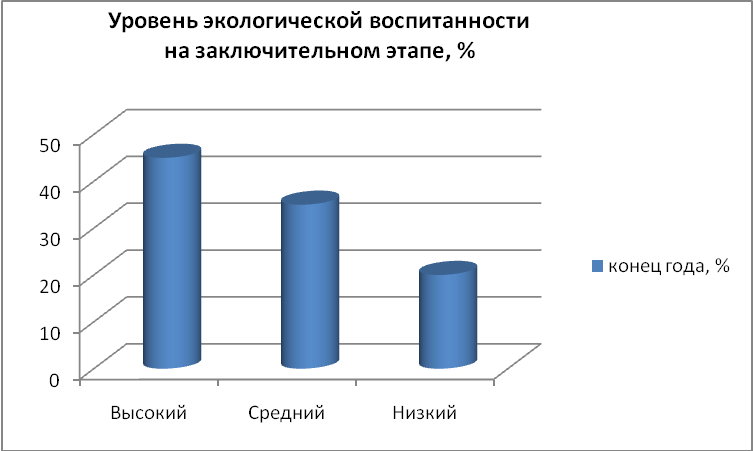 Уровень экологической воспитанности
на заключительном этапе, %
50
40
30
20
10
0
Высокий Средний Низкий
конец года, %